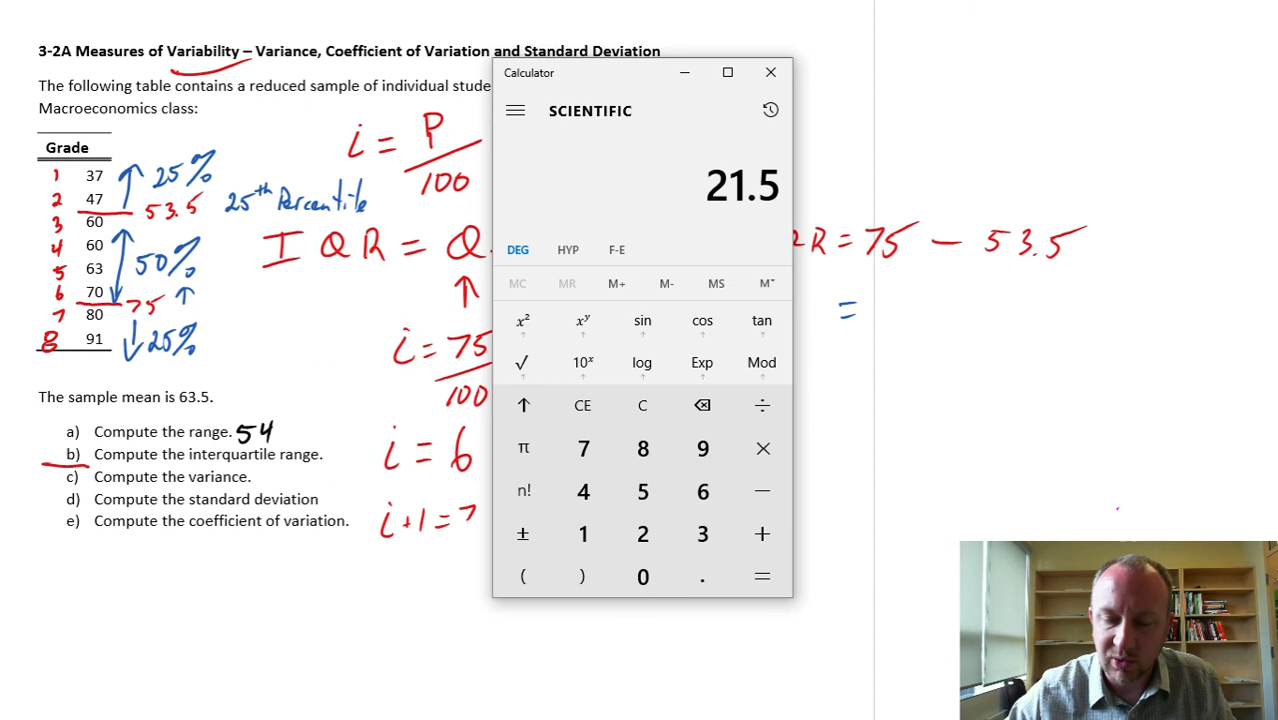 3-2A Measures of Variability – Variance, Coefficient of Variation and Standard Deviation
The following table contains a reduced sample of individual stude
Macroeconomics class:
Grade
1 37
2 47
3 60
4 60
5 63
6 70
7 80
8 91
25%
53.5
50%
75
25%
25th Percentile
i = P
100
I Q R = Q
i = 75
100
i = 6
i+1=7
R = 75 – 53.5
=
The sample mean is 63.5.
a) Compute the range. 54
b) Compute the interquartile range.
c) Compute the variance.
d) Compute the standard deviation
e) Compute the coefficient of variation.
Calculator
SCIENTIFIC
21.5
DEG HYP F-E
MC MR M+ M- MS M˅
x² xʸ sin cos tan
√ 10ˣ log Exp Mod
↑ CE C ⌫ ÷
π 7 8 9 ×
n! 4 5 6 −
± 1 2 3 +
( ) 0 . =